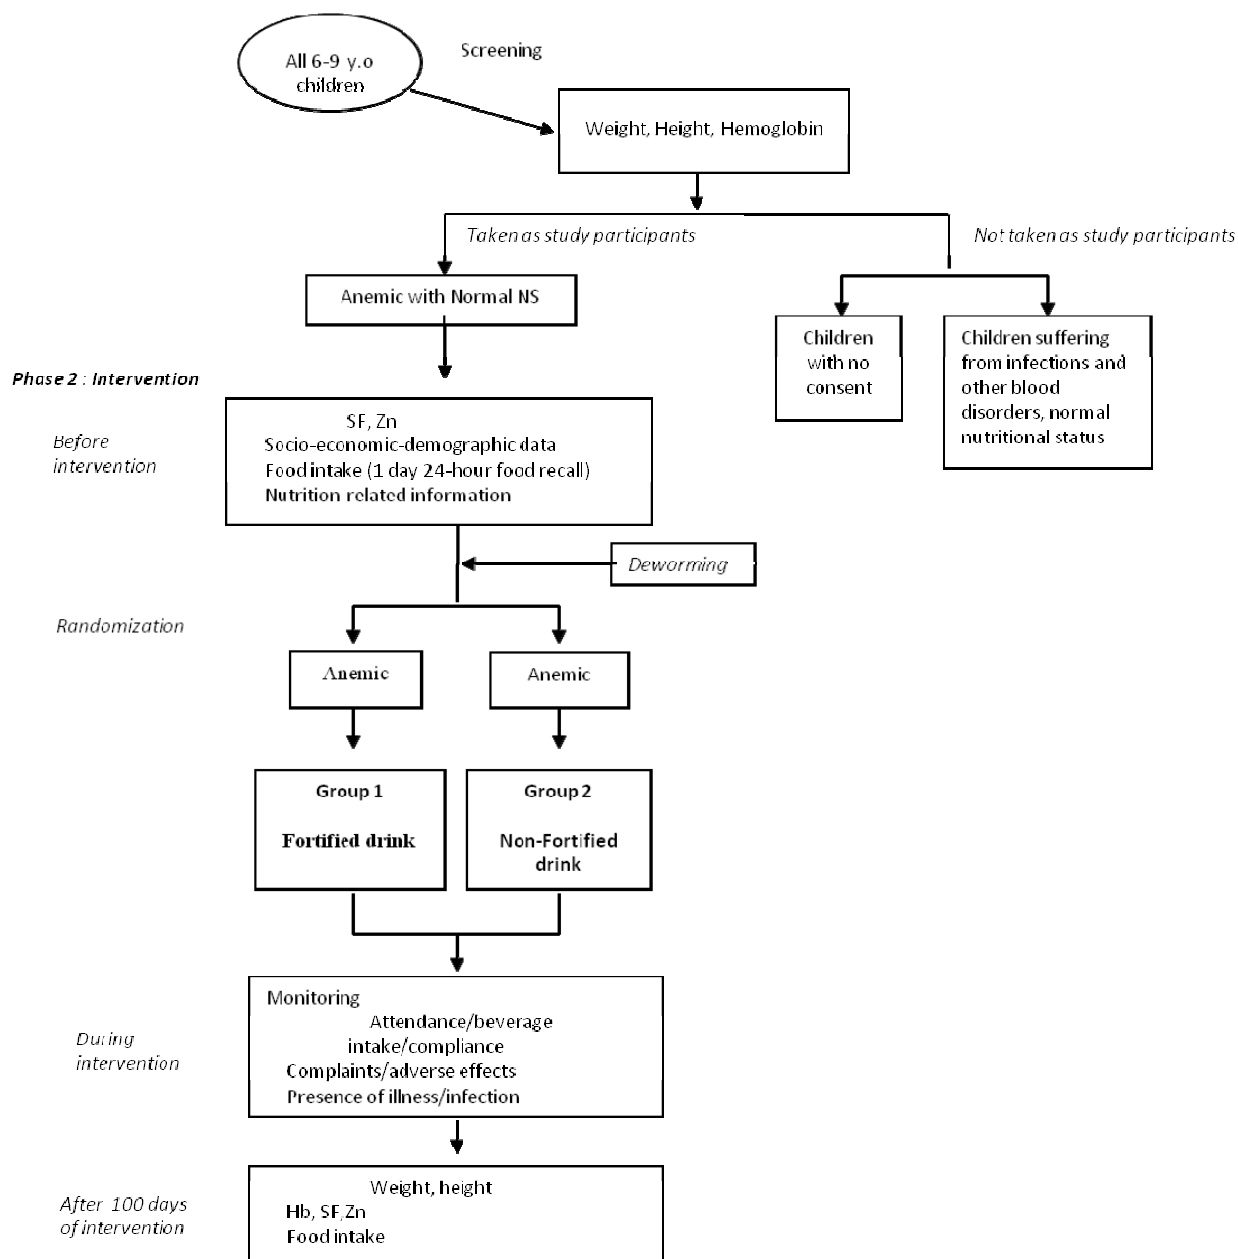 All 6-9 y.o
children
Screening
Weight, Height, Hemoglobin
Taken as study participants
Not taken as study participants
Anemic with Normal NS
Children
with no
consent
Children suffering
from infections and
other blood
disorders, normal
nutritional status
Phase 2 : Intervention
Before
intervention
SF, Zn
Socio-economic-demographic data
Food intake (1 day 24-hour food recall)
Nutrition related information
Deworming
Randomization
Anemic
Anemic
Group 1
Fortified drink
Group 2
Non-Fortified
drink
During
intervention
Monitoring
Attendance/beverage
intake/compliance
Complaints/adverse effects
Presence of illness/infection
After 100 days
of intervention
Weight, height
Hb, SF,Zn
Food intake